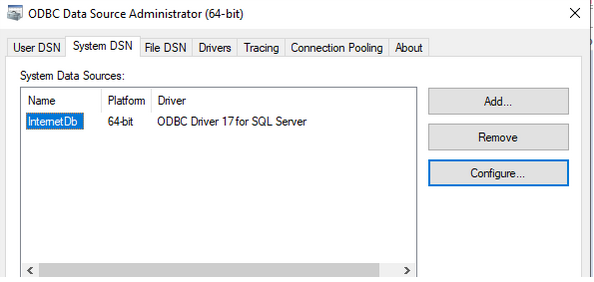 ODBC Data Source Administrator (64-bit)
User DSN System DSN File DSN Drivers Tracing Connection Pooling About
System Data Sources:
Name Platform Driver
InternetDb 64-bit ODBC Driver 17 for SQL Server
Add...
Remove
Configure...